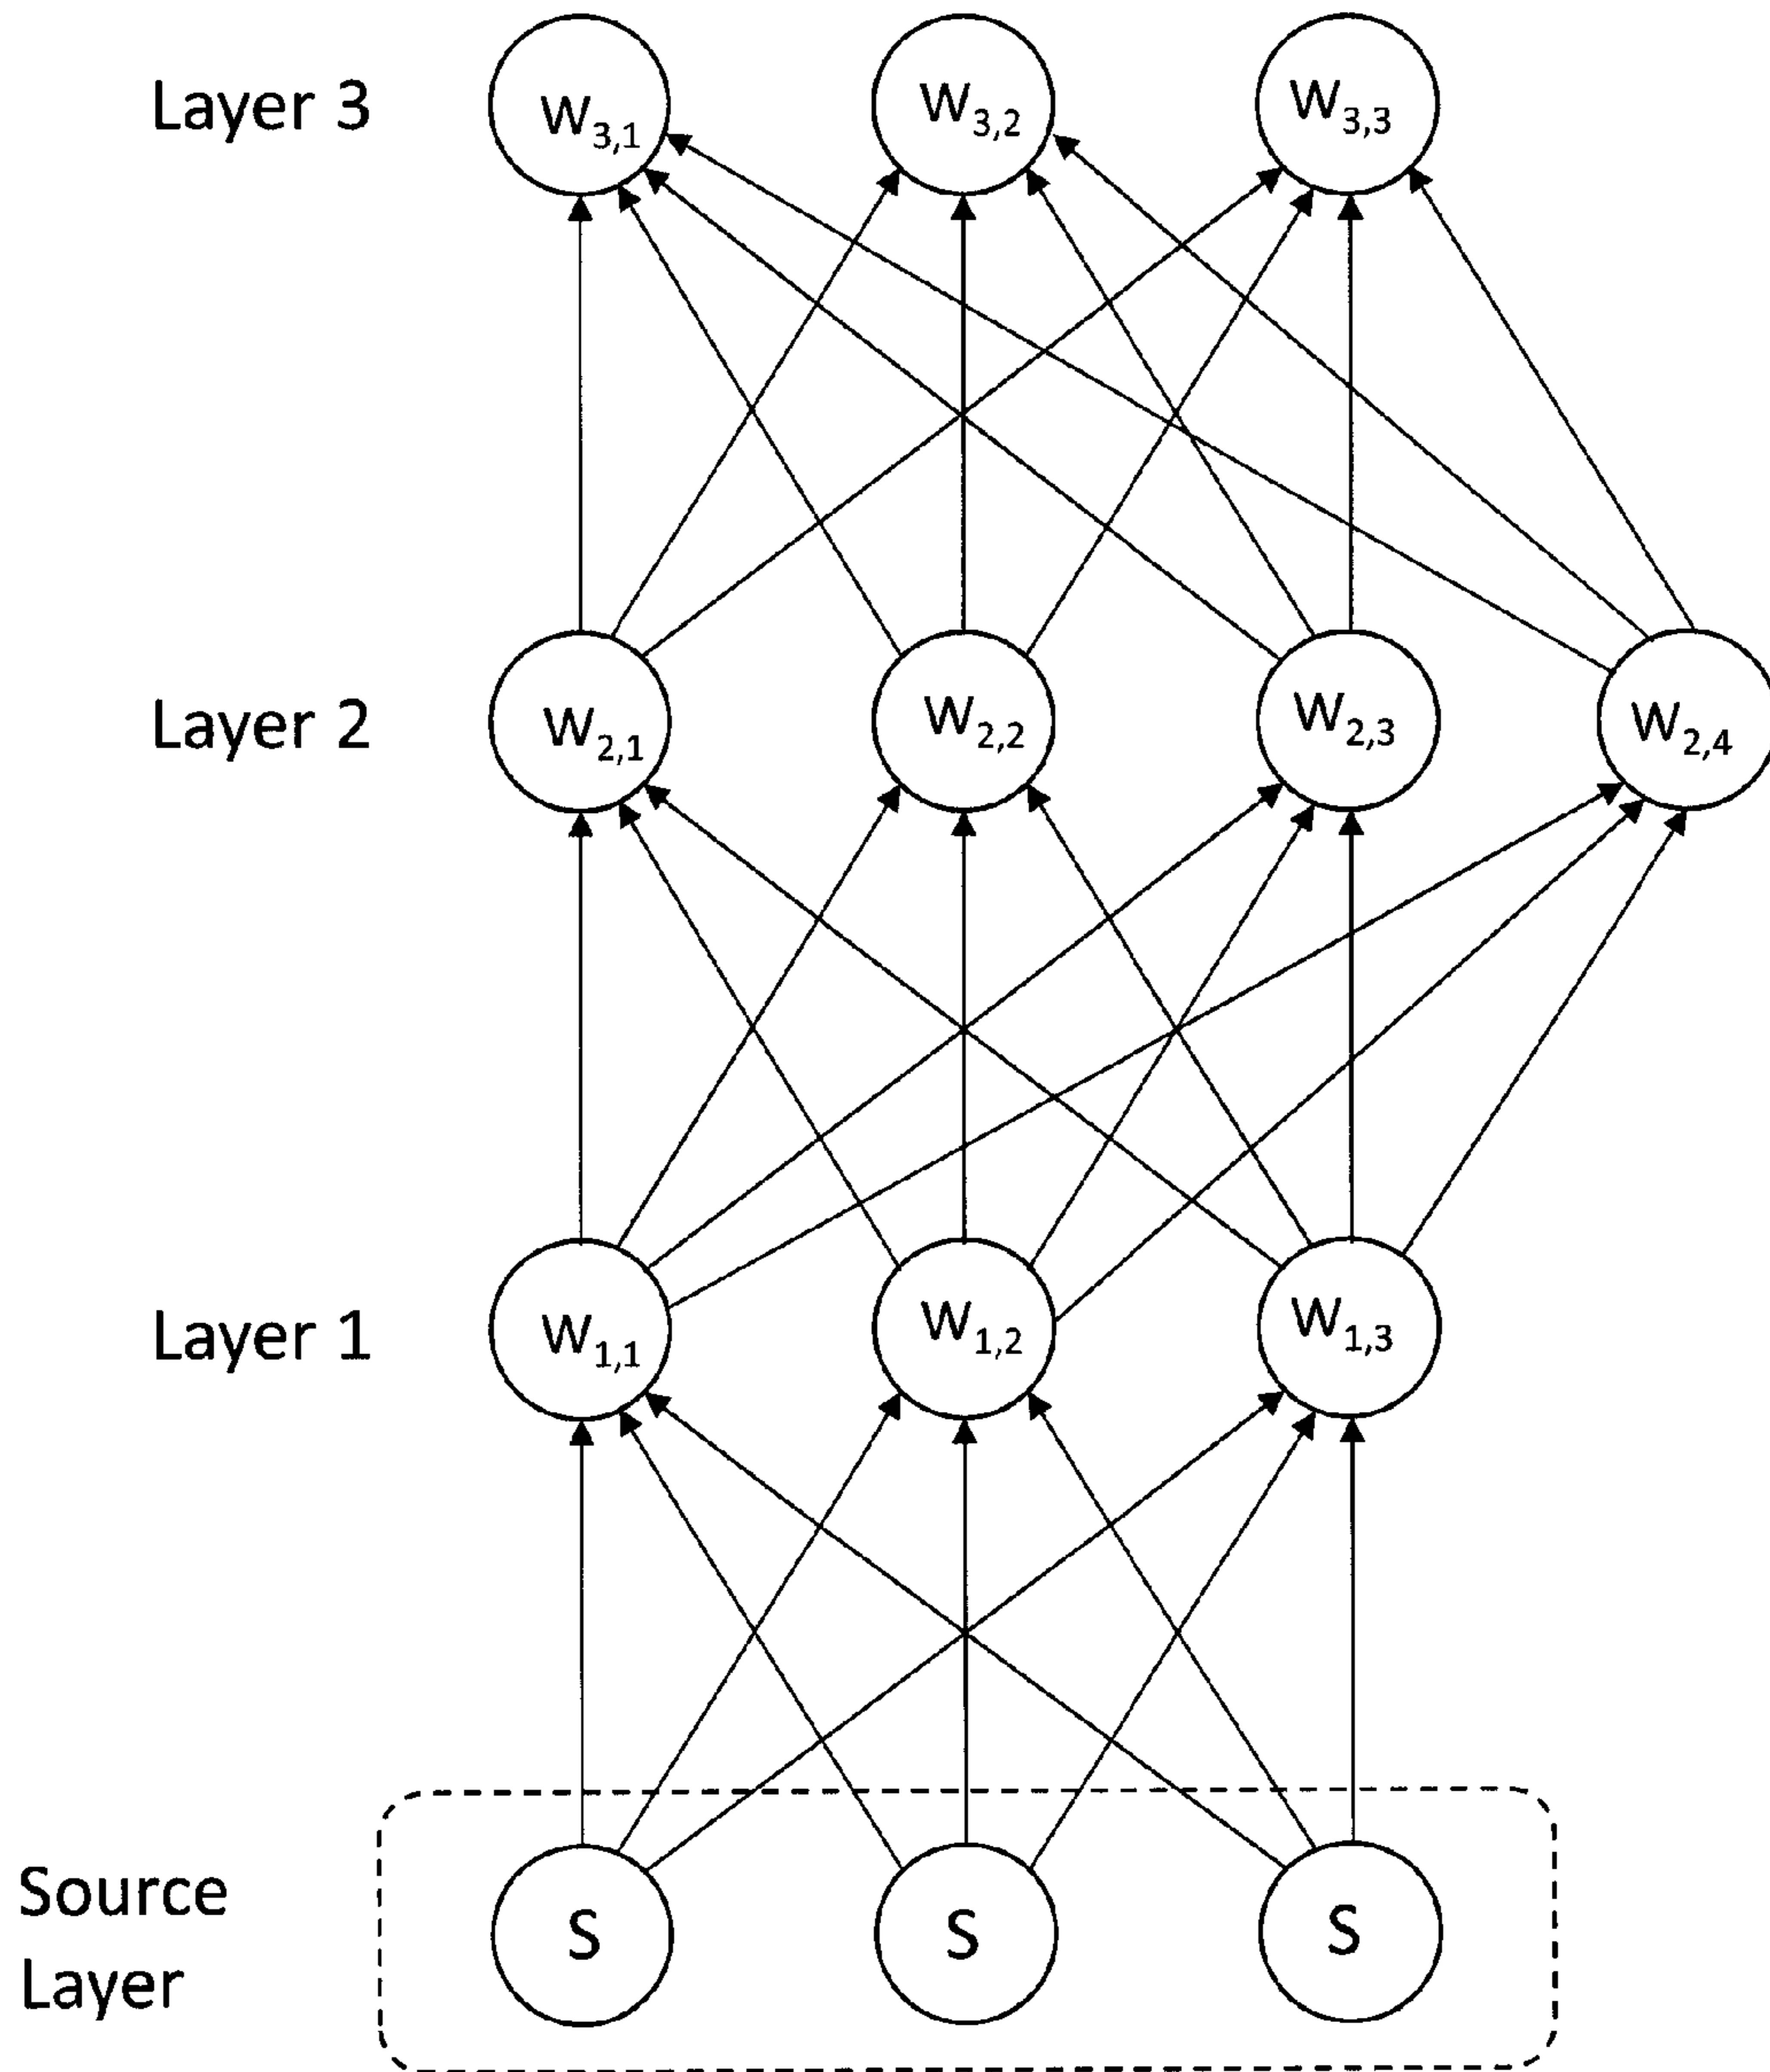 Layer 3
W3,1
W3,2
W3,3
Layer 2
W2,1
W2,2
W2,3
W2,4
Layer 1
W1,1
W1,2
W1,3
Source
Layer
S
S
S